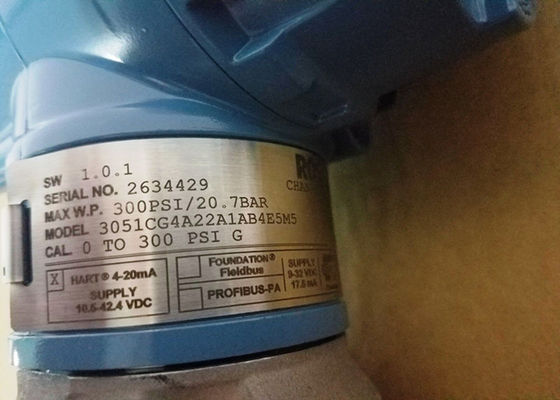 SW 1.0.1
SERIAL NO. 2634429
MAX W.P. 300PSI/20.7BAR
MODEL 3051CG4A22A1AB4E5M5
CAL. 0 TO 300 PSI G
X HART® 4-20mA
SUPPLY
10.5-42.4 VDC
FOUNDATION®
Fieldbus
PROFIBUS-PA
SUPPLY
9-32 VDC
17.5 mA